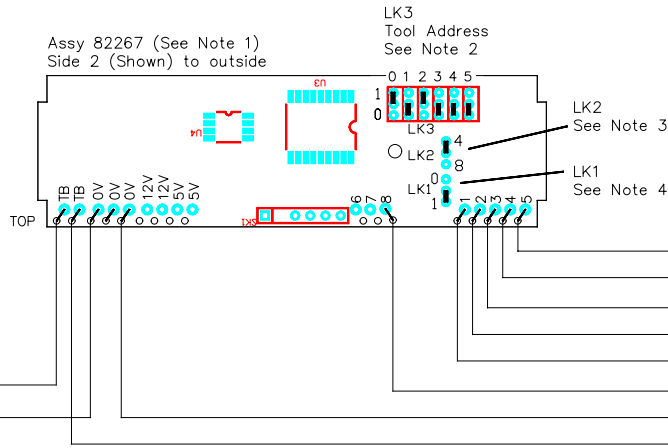 LK3
Tool Address
See Note 2
Assy 82267 (See Note 1)
Side 2 (Shown) to outside
0 1 2 3 4 5
1
0
U3
U4
LK3
4
LK2
See Note 3
LK2
8
0
LK1
See Note 4
LK1
1
TOP
TB
TB
0V
0V
0V
12V
12V
5V
5V
SK1
6
7
8
1
2
3
4
5